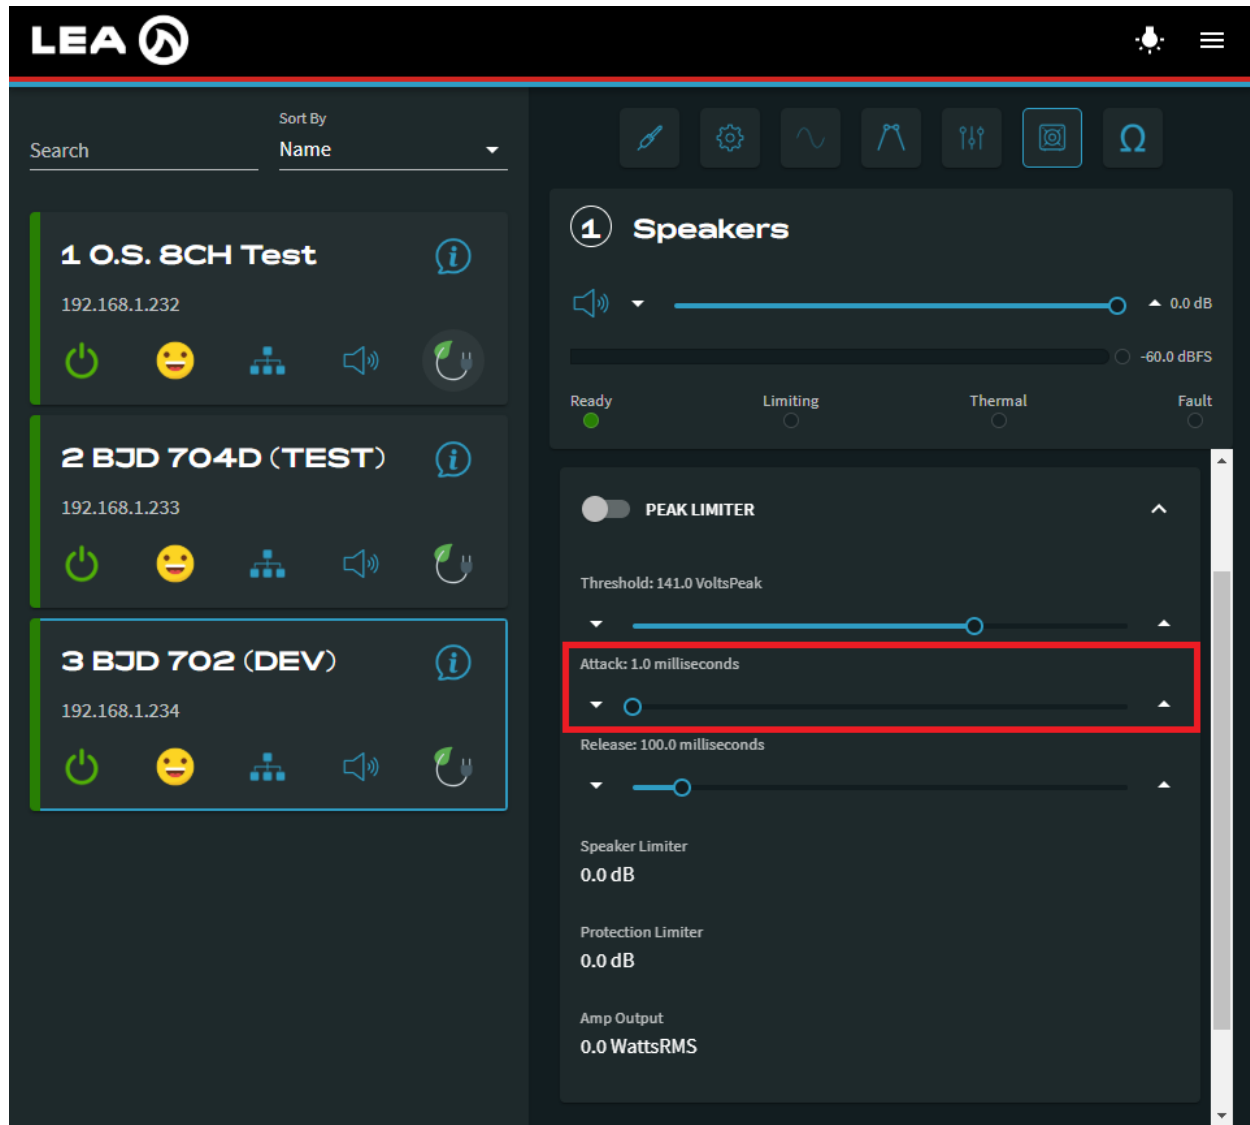 LEA
Search
Sort By
Name
1 O.S. 8CH Test
192.168.1.232
2 BJD 704D (TEST)
192.168.1.233
3 BJD 702 (DEV)
192.168.1.234
Ω
1 Speakers
0.0 dB
-60.0 dBFS
Ready Limiting Thermal Fault
PEAK LIMITER
Threshold: 141.0 VoltsPeak
Attack: 1.0 milliseconds
Release: 100.0 milliseconds
Speaker Limiter
0.0 dB
Protection Limiter
0.0 dB
Amp Output
0.0 WattsRMS